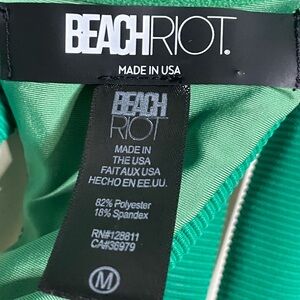 BEACHRIOT.
MADE IN USA
BEACH
RIOT
MADE IN
THE USA
FAIT AUX USA
HECHO EN EE.UU.
82% Polyester
18% Spandex
RN#128811
CA#36979
M